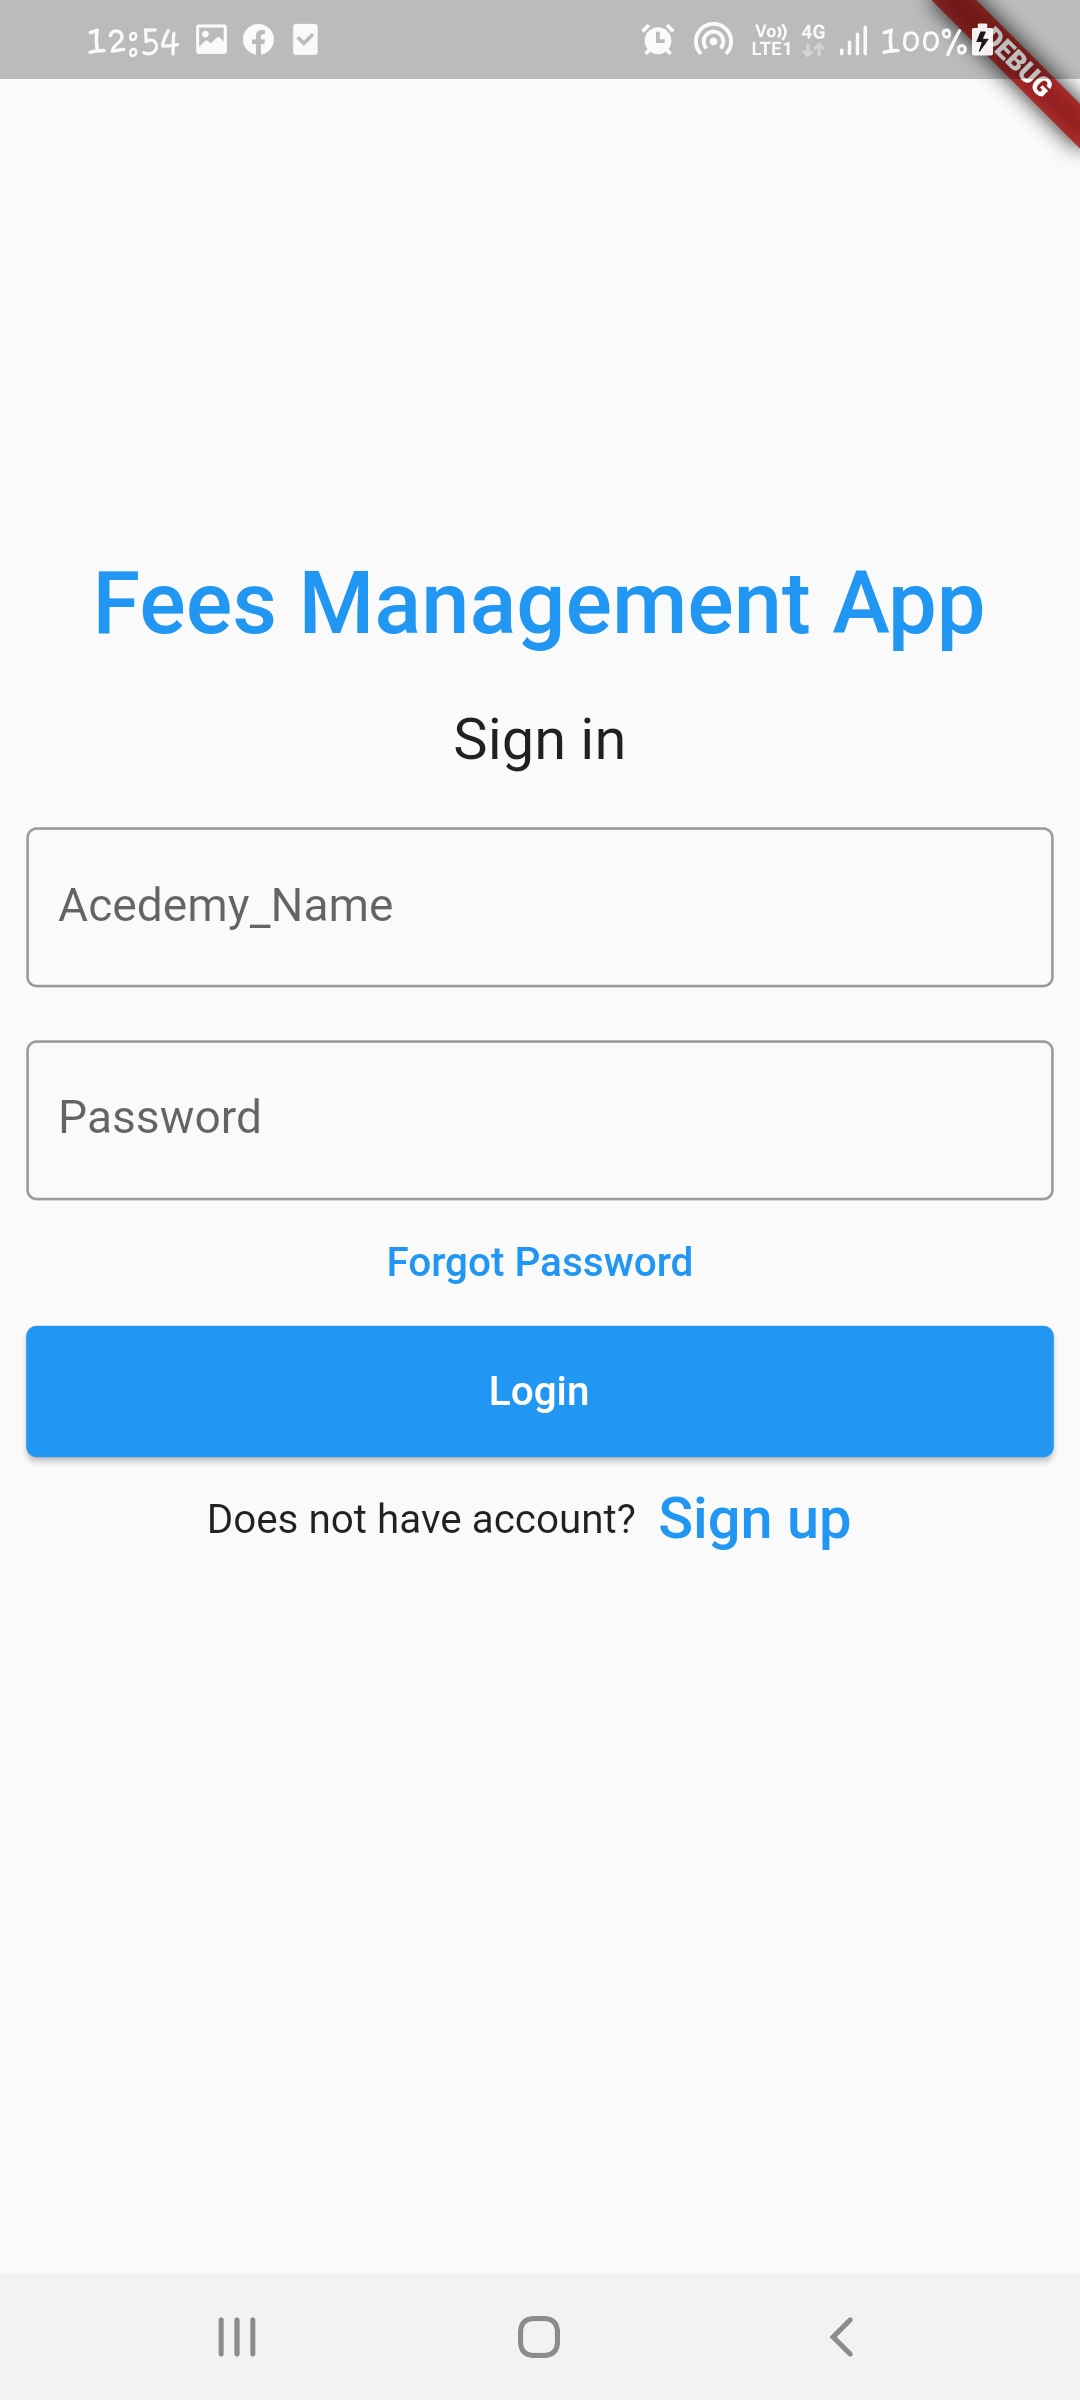 12:54 Vo)) LTE1 4G 100%
DEBUG
Fees Management App
Sign in
Acedemy_Name
Password
Forgot Password
Login
Does not have account? Sign up